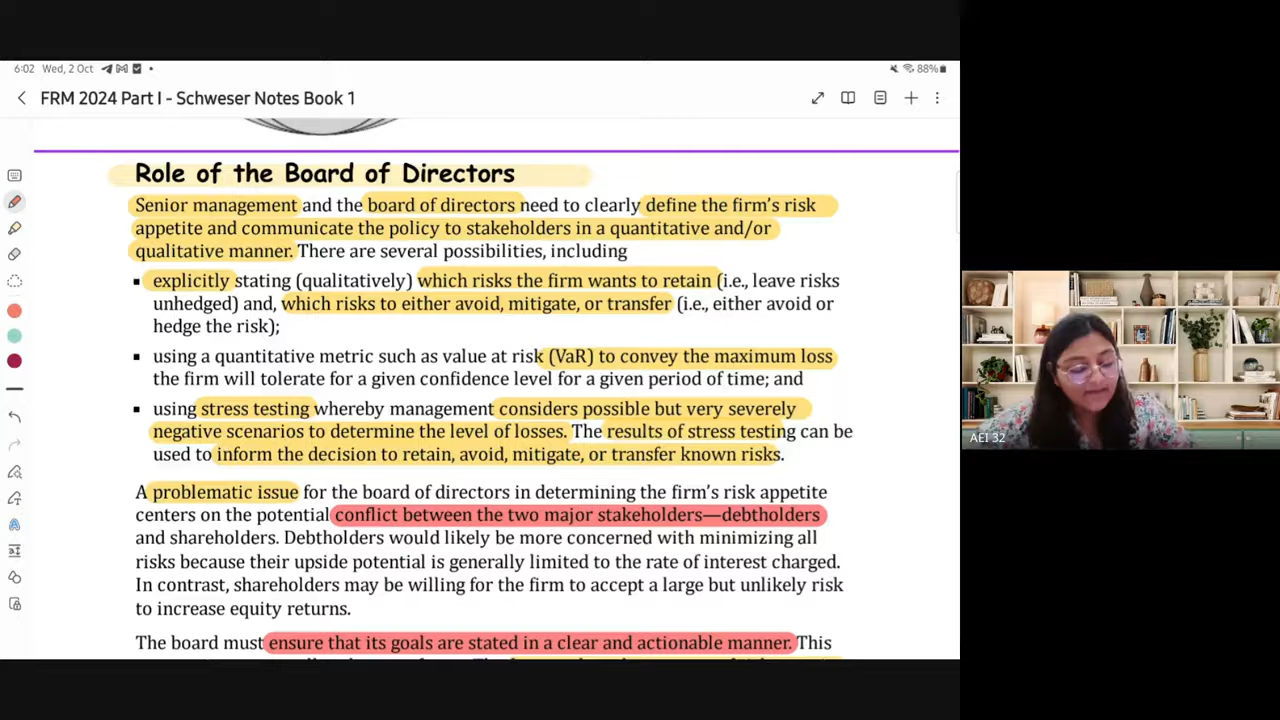 6:02 Wed, 2 Oct
88%
FRM 2024 Part I - Schweser Notes Book 1
Role of the Board of Directors
Senior management and the board of directors need to clearly define the firm's risk
appetite and communicate the policy to stakeholders in a quantitative and/or
qualitative manner. There are several possibilities, including
▪ explicitly stating (qualitatively) which risks the firm wants to retain (i.e., leave risks
unhedged) and, which risks to either avoid, mitigate, or transfer (i.e., either avoid or
hedge the risk);
▪ using a quantitative metric such as value at risk (VaR) to convey the maximum loss
the firm will tolerate for a given confidence level for a given period of time; and
▪ using stress testing whereby management considers possible but very severely
negative scenarios to determine the level of losses. The results of stress testing can be
used to inform the decision to retain, avoid, mitigate, or transfer known risks.
A problematic issue for the board of directors in determining the firm's risk appetite
centers on the potential conflict between the two major stakeholders—debtholders
and shareholders. Debtholders would likely be more concerned with minimizing all
risks because their upside potential is generally limited to the rate of interest charged.
In contrast, shareholders may be willing for the firm to accept a large but unlikely risk
to increase equity returns.
The board must ensure that its goals are stated in a clear and actionable manner. This
AEI 32